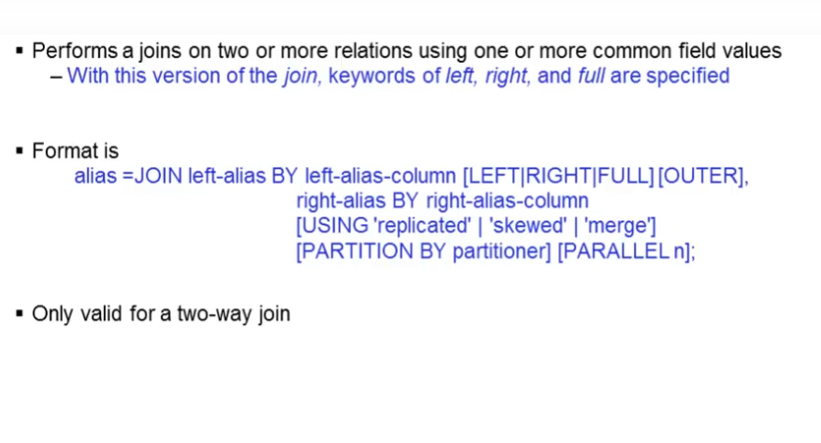 ▪ Performs a joins on two or more relations using one or more common field values
– With this version of the join, keywords of left, right, and full are specified
▪ Format is
alias =JOIN left-alias BY left-alias-column [LEFT|RIGHT|FULL] [OUTER],
right-alias BY right-alias-column
[USING 'replicated' | 'skewed' | 'merge']
[PARTITION BY partitioner] [PARALLEL n];
▪ Only valid for a two-way join